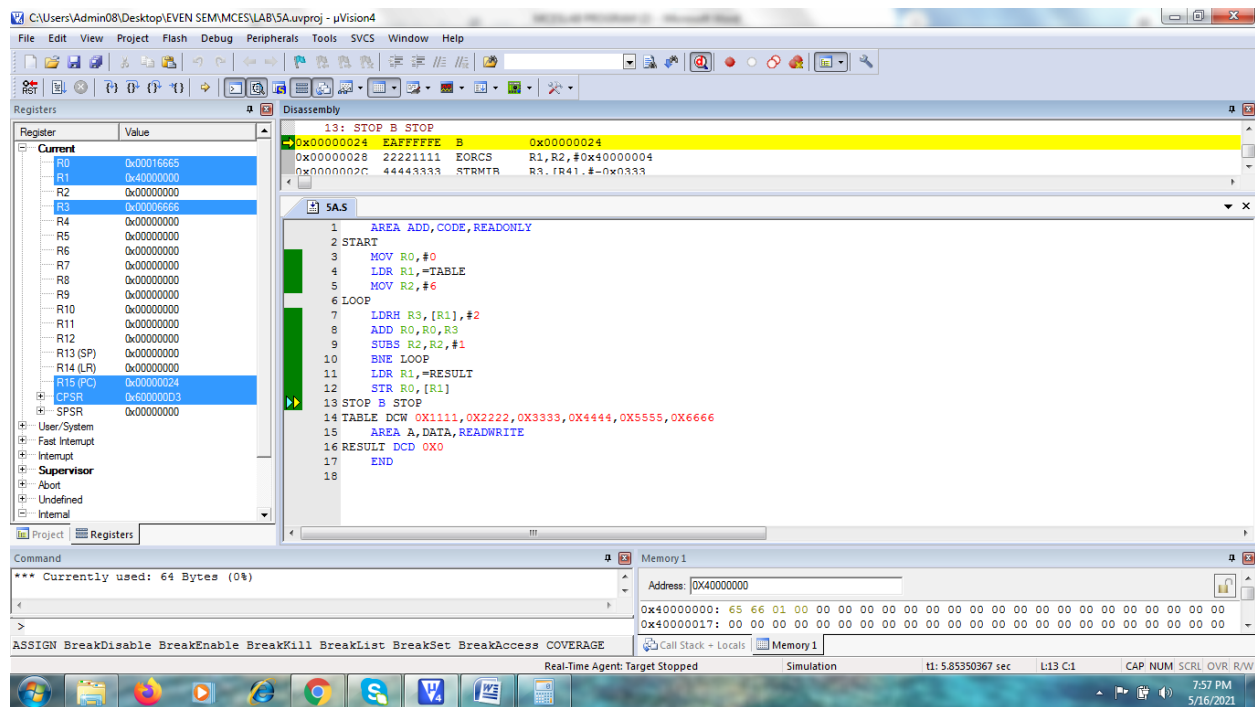 C:\Users\Admin08\Desktop\EVEN SEM\MCES\LAB\5A.uvproj - µVision4
File Edit View Project Flash Debug Peripherals Tools SVCS Window Help
Registers
Register Value
Current
R0 0x00016665
R1 0x40000000
R2 0x00000000
R3 0x00006666
R4 0x00000000
R5 0x00000000
R6 0x00000000
R7 0x00000000
R8 0x00000000
R9 0x00000000
R10 0x00000000
R11 0x00000000
R12 0x00000000
R13 (SP) 0x00000000
R14 (LR) 0x00000000
R15 (PC) 0x00000024
CPSR 0x600000D3
SPSR 0x00000000
User/System
Fast Interrupt
Interrupt
Supervisor
Abort
Undefined
Internal
Project Registers
Disassembly
13: STOP B STOP
0x00000024 EAFFFFFE B 0x00000024
0x00000028 22221111 EORCS R1,R2,#0x40000004
0x0000002C 44443333 STRMIB R3,[R4],#-0x0333
5A.S
1 AREA ADD,CODE,READONLY
2 START
3 MOV R0,#0
4 LDR R1,=TABLE
5 MOV R2,#6
6 LOOP
7 LDRH R3,[R1],#2
8 ADD R0,R0,R3
9 SUBS R2,R2,#1
10 BNE LOOP
11 LDR R1,=RESULT
12 STR R0,[R1]
13 STOP B STOP
14 TABLE DCW 0X1111,0X2222,0X3333,0X4444,0X5555,0X6666
15 AREA A,DATA,READWRITE
16 RESULT DCD 0X0
17 END
18
Command
*** Currently used: 64 Bytes (0%)
>
ASSIGN BreakDisable BreakEnable BreakKill BreakList BreakSet BreakAccess COVERAGE
Memory 1
Address: 0X40000000
0x40000000: 65 66 01 00 00 00 00 00 00 00 00 00 00 00 00 00 00 00 00 00 00 00 00
0x40000017: 00 00 00 00 00 00 00 00 00 00 00 00 00 00 00 00 00 00 00 00 00 00 00
Call Stack + Locals Memory 1
Real-Time Agent: Target Stopped Simulation t1: 5.85350367 sec L:13 C:1 CAP NUM SCRL OVR R/W
7:57 PM
5/16/2021